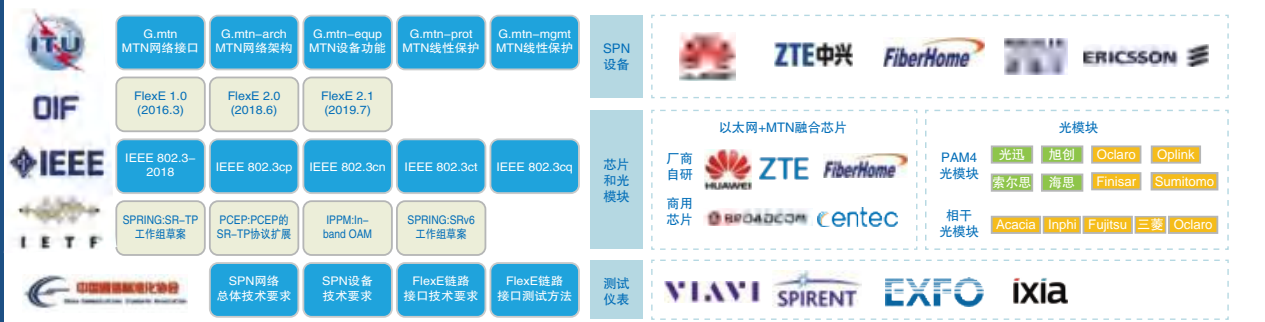 ITU
G.mtn
MTN网络接口
G.mtn-arch
MTN网络架构
G.mtn-equp
MTN设备功能
G.mtn-prot
MTN线性保护
G.mtn-mgmt
MTN线性保护
OIF
FlexE 1.0
(2016.3)
FlexE 2.0
(2018.6)
FlexE 2.1
(2019.7)
IEEE
IEEE 802.3-
2018
IEEE 802.3cp
IEEE 802.3cn
IEEE 802.3ct
IEEE 802.3cq
IETF
SPRING:SR-TP
工作组草案
PCEP:PCEP的
SR-TP协议扩展
IPPM:In-
band OAM
SPRING:SRv6
工作组草案
中国通信标准化协会
SPN网络
总体技术要求
SPN设备
技术要求
FlexE链路
接口技术要求
FlexE链路
接口测试方法
SPN
设备
ZTE中兴
FiberHome
ERICSSON
芯片
和光
模块
以太网+MTN融合芯片
厂商
自研
HUAWEI
ZTE
FiberHome
商用
芯片
BROADCOM
centec
光模块
PAM4
光模块
光迅
旭创
Oclaro
Oplink
索尔思
海思
Finisar
Sumitomo
相干
光模块
Acacia
Inphi
Fujitsu
三菱
Oclaro
测试
仪表
VIAVI
SPIRENT
EXFO
ixia